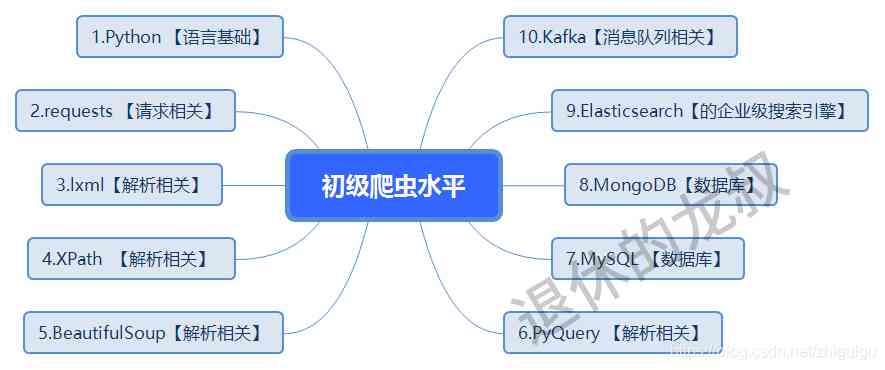 1.Python 【语言基础】
2.requests 【请求相关】
3.lxml【解析相关】
4.XPath 【解析相关】
5.BeautifulSoup【解析相关】
初级爬虫水平
10.Kafka【消息队列相关】
9.Elasticsearch【的企业级搜索引擎】
8.MongoDB【数据库】
7.MySQL 【数据库】
6.PyQuery 【解析相关】
退休的龙叔
https://blog.csdn.net/zhiguigu